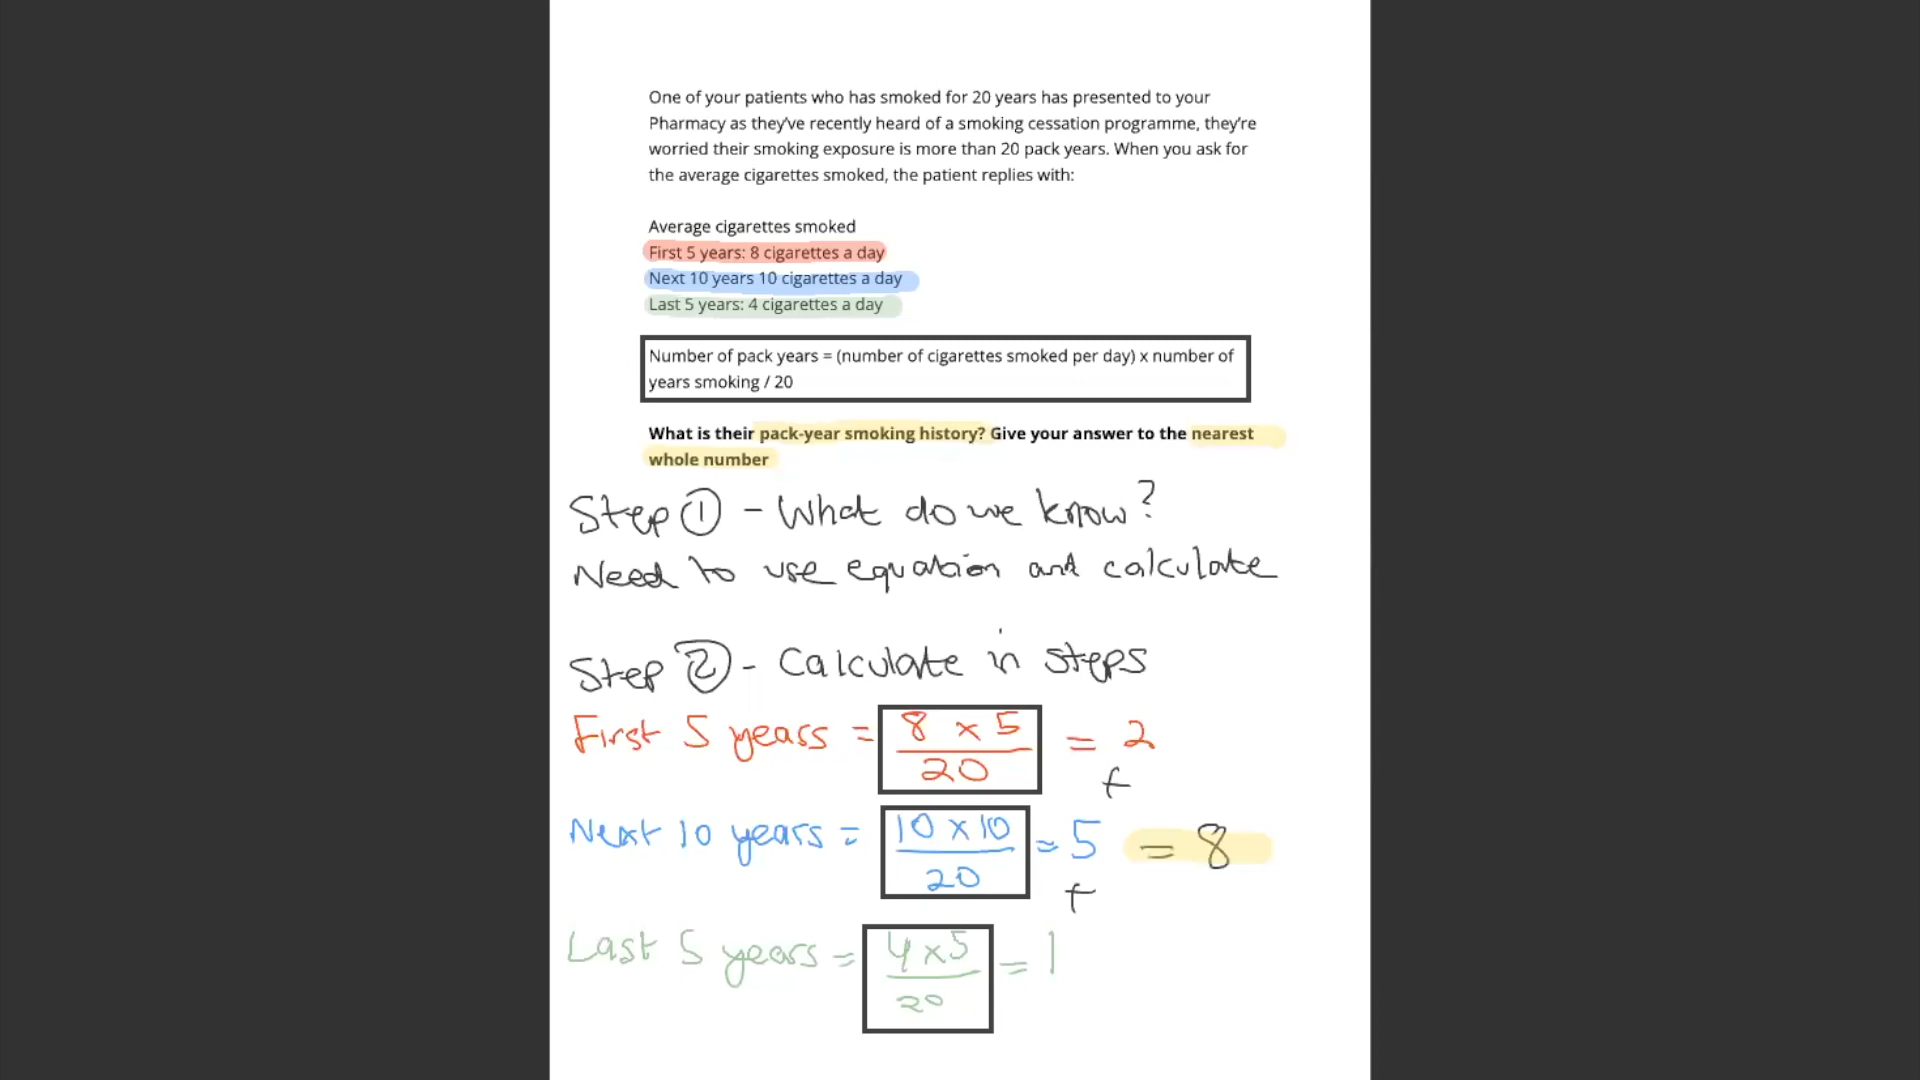 One of your patients who has smoked for 20 years has presented to your
Pharmacy as they've recently heard of a smoking cessation programme, they're
worried their smoking exposure is more than 20 pack years. When you ask for
the average cigarettes smoked, the patient replies with:
Average cigarettes smoked
First 5 years: 8 cigarettes a day
Next 10 years 10 cigarettes a day
Last 5 years: 4 cigarettes a day
Number of pack years = (number of cigarettes smoked per day) x number of
years smoking / 20
What is their pack-year smoking history? Give your answer to the nearest
whole number
Step ① - What do we know?
Need to use equation and calculate
Step ② - Calculate in steps
First 5 years = 8 x 5 = 2
20
+
Next 10 years = 10 x 10 = 5 = 8
20
+
Last 5 years = 4 x 5 = 1
20